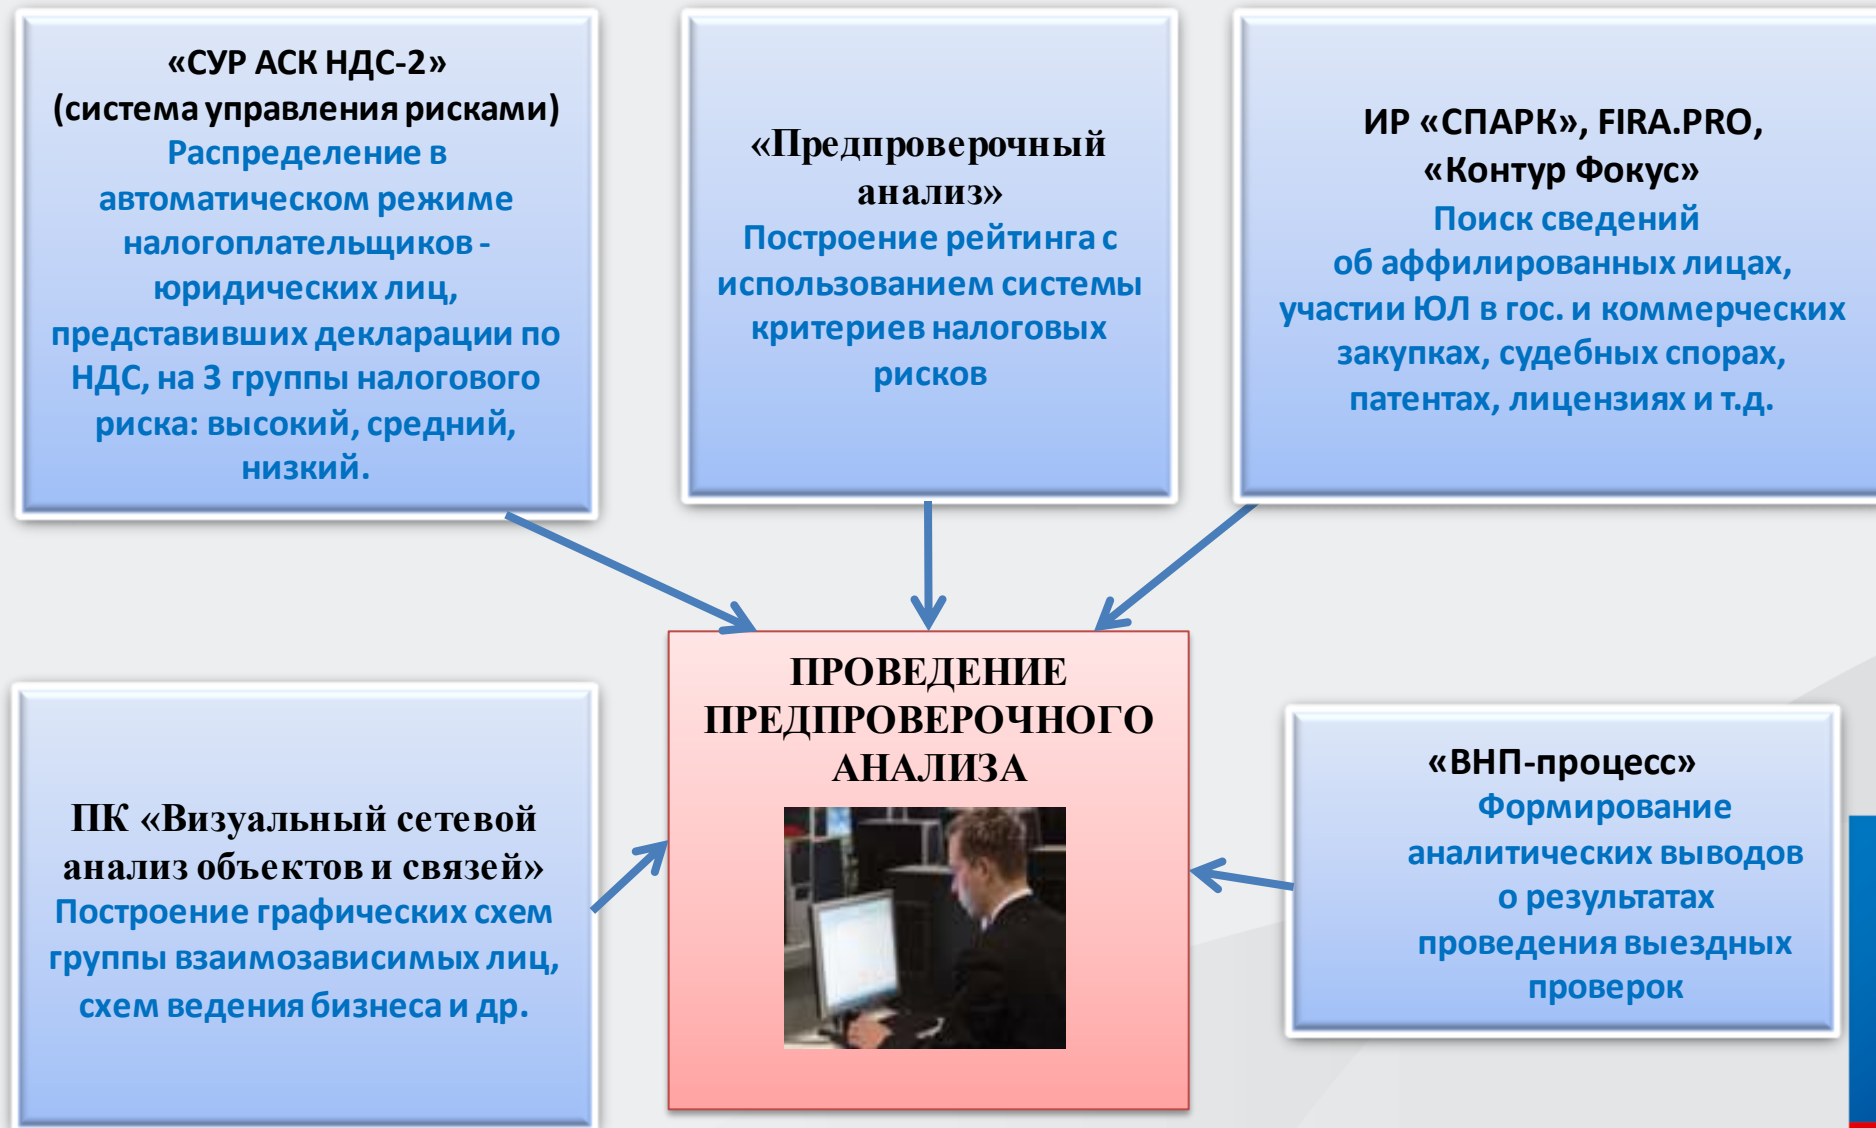 «СУР АСК НДС-2»
(система управления рисками)
Распределение в
автоматическом режиме
налогоплательщиков -
юридических лиц,
представивших декларации по
НДС, на 3 группы налогового
риска: высокий, средний,
низкий.
«Предпроверочный
анализ»
Построение рейтинга с
использованием системы
критериев налоговых
рисков
ИР «СПАРК», FIRA.PRO,
«Контур Фокус»
Поиск сведений
об аффилированных лицах,
участии ЮЛ в гос. и коммерческих
закупках, судебных спорах,
патентах, лицензиях и т.д.
ПРОВЕДЕНИЕ
ПРЕДПРОВЕРОЧНОГО
АНАЛИЗА
ПК «Визуальный сетевой
анализ объектов и связей»
Построение графических схем
группы взаимозависимых лиц,
схем ведения бизнеса и др.
«ВНП-процесс»
Формирование
аналитических выводов
о результатах
проведения выездных
проверок